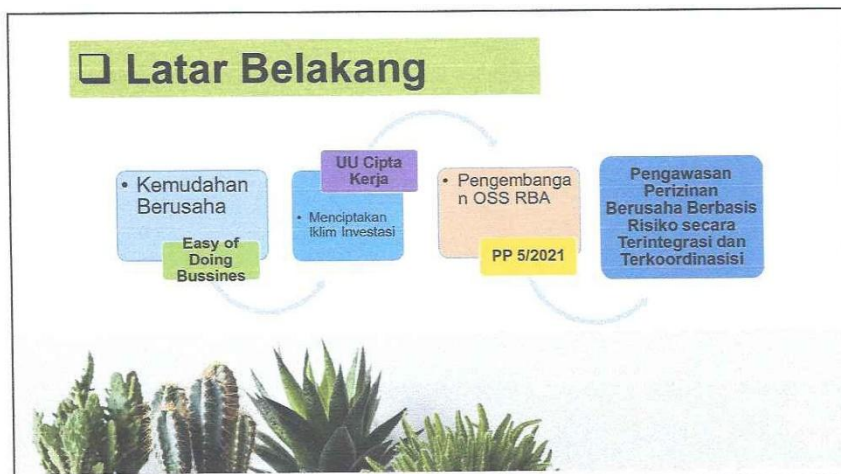 ❑ Latar Belakang
• Kemudahan
Berusaha
Easy of
Doing
Bussines
UU Cipta
Kerja
• Menciptakan
Iklim Investasi
• Pengembanga
n OSS RBA
PP 5/2021
Pengawasan
Perizinan
Berusaha Berbasis
Risiko secara
Terintegrasi dan
Terkoordinasisi